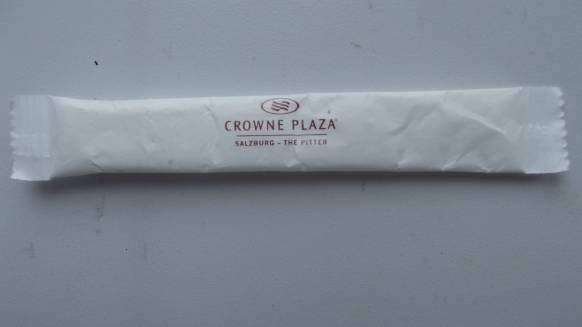 CROWNE PLAZA
SALZBURG - THE PITTER